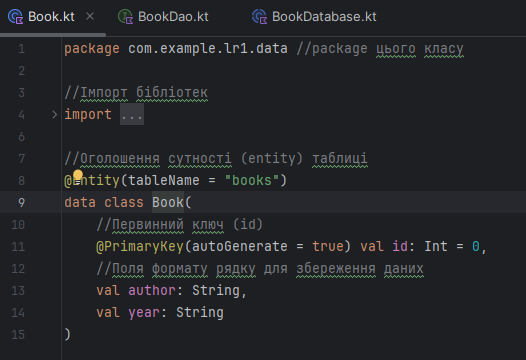 Book.kt BookDao.kt BookDatabase.kt
1 package com.example.lr1.data //package цього класу
2
3 //Імпорт бібліотек
4 import ...
6
7 //Оголошення сутності (entity) таблиці
8 @Entity(tableName = "books")
9 data class Book(
10 //Первинний ключ (id)
11 @PrimaryKey(autoGenerate = true) val id: Int = 0,
12 //Поля формату рядку для збереження даних
13 val author: String,
14 val year: String
15 )